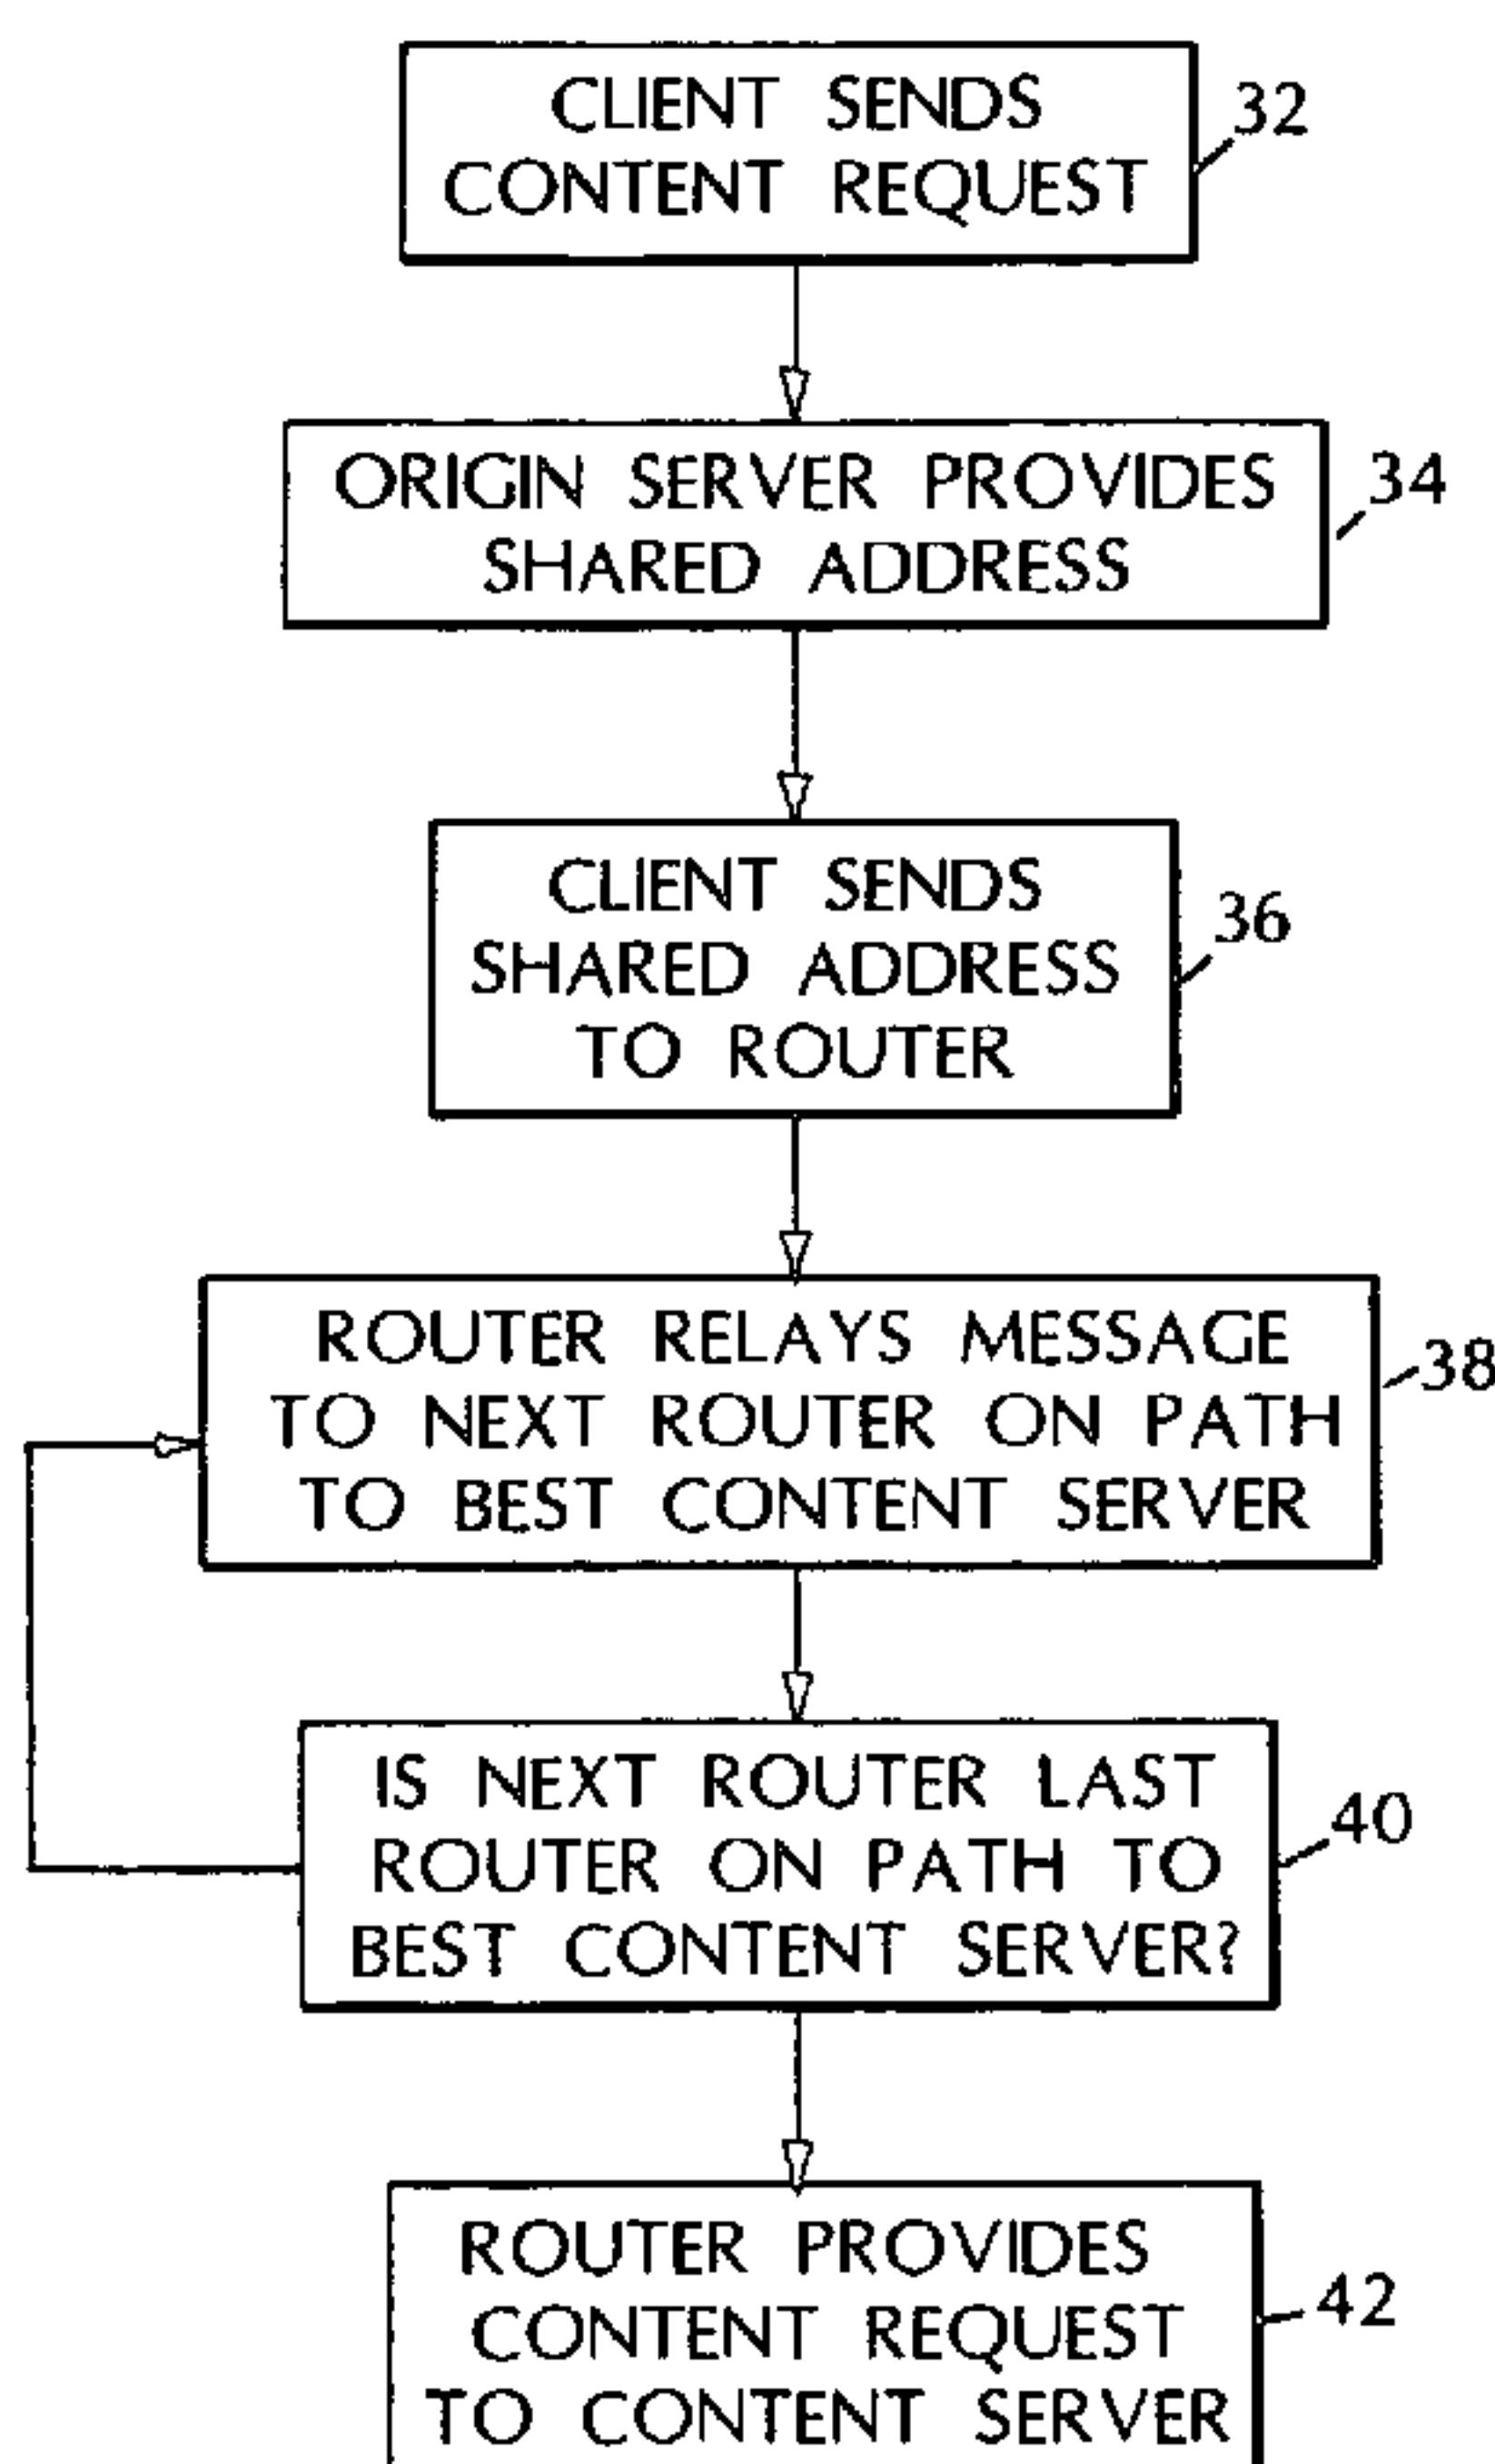 CLIENT SENDS
CONTENT REQUEST
32
ORIGIN SERVER PROVIDES
SHARED ADDRESS
34
CLIENT SENDS
SHARED ADDRESS
TO ROUTER
36
ROUTER RELAYS MESSAGE
TO NEXT ROUTER ON PATH
TO BEST CONTENT SERVER
38
IS NEXT ROUTER LAST
ROUTER ON PATH TO
BEST CONTENT SERVER?
40
ROUTER PROVIDES
CONTENT REQUEST
TO CONTENT SERVER
42